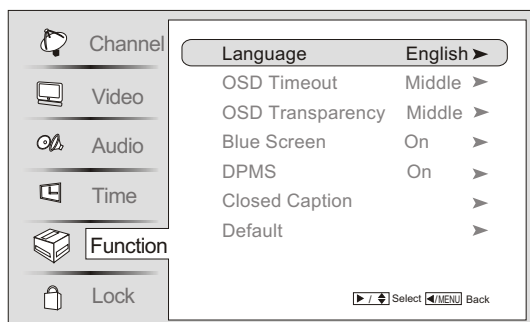 Channel
Video
Audio
Time
Function
Lock
Language English
OSD Timeout Middle
OSD Transparency Middle
Blue Screen On
DPMS On
Closed Caption
Default
/ Select /MENU Back